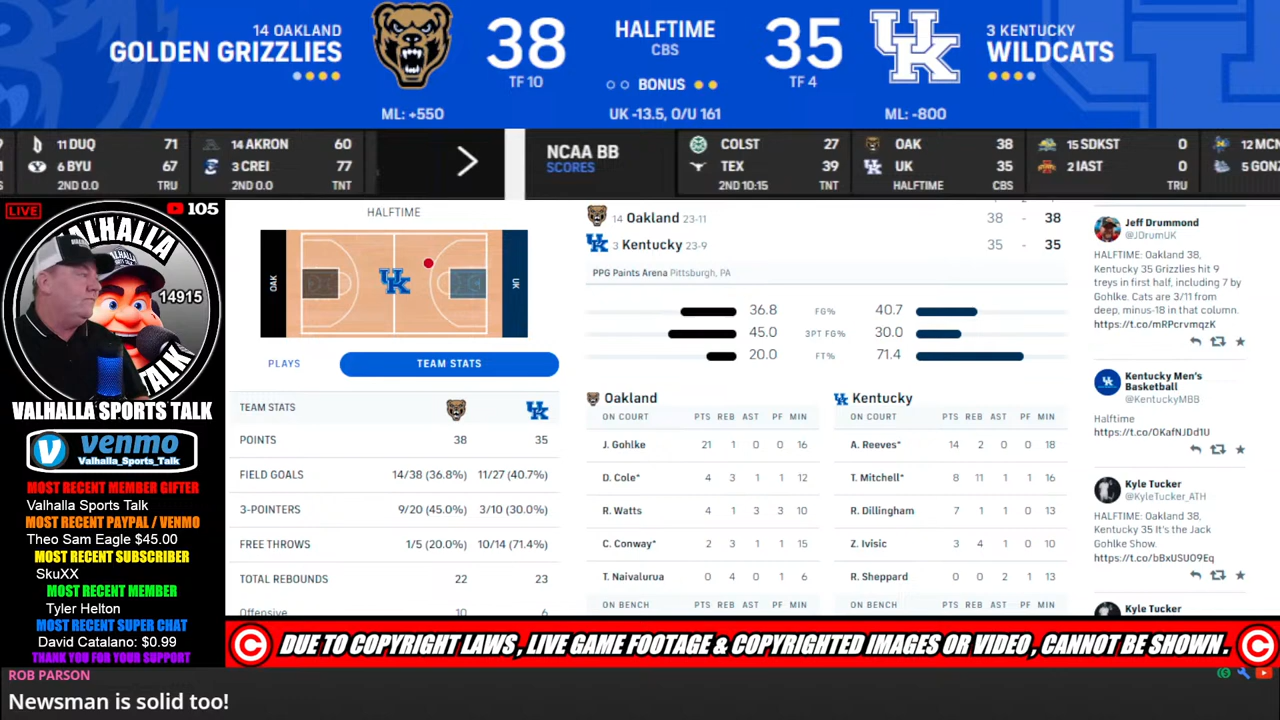 14 OAKLAND
GOLDEN GRIZZLIES
38
TF 10
HALFTIME
CBS
BONUS
35
TF 4
3 KENTUCKY
WILDCATS
ML: +550
UK -13.5, O/U 161
ML: -800
11 DUQ 71
6 BYU 67
2ND 0.0 TRU
14 AKRON 60
3 CREI 77
2ND 0.0 TNT
NCAA BB
SCORES
COLST 27
TEX 39
2ND 10:15 TNT
OAK 38
UK 35
HALFTIME CBS
15 SDKST 0
2 IAST 0
TRU
12 MCN
5 GONZ
LIVE
105
VALHALLA
14915
TALK
VALHALLA SPORTS TALK
venmo
Valhalla_Sports_Talk
MOST RECENT MEMBER GIFTER
Valhalla Sports Talk
MOST RECENT PAYPAL / VENMO
Theo Sam Eagle $45.00
MOST RECENT SUBSCRIBER
SkuXX
MOST RECENT MEMBER
Tyler Helton
MOST RECENT SUPER CHAT
David Catalano: $0.99
THANK YOU FOR YOUR SUPPORT
HALFTIME
OAK
UK
UK
PLAYS
TEAM STATS
TEAM STATS
POINTS 38 35
FIELD GOALS 14/38 (36.8%) 11/27 (40.7%)
3-POINTERS 9/20 (45.0%) 3/10 (30.0%)
FREE THROWS 1/5 (20.0%) 10/14 (71.4%)
TOTAL REBOUNDS 22 23
Offensive 10 6
14 Oakland 23-11 38 - 38
3 Kentucky 23-9 35 - 35
PPG Paints Arena Pittsburgh, PA
36.8 FG% 40.7
45.0 3PT FG% 30.0
20.0 FT% 71.4
Oakland
ON COURT PTS REB AST PF MIN
J. Gohlke 21 1 0 0 16
D. Cole* 4 3 1 1 12
R. Watts 4 1 3 3 10
C. Conway* 2 3 1 1 15
T. Naivalurua 0 4 0 1 6
ON BENCH PTS REB AST PF MIN
Kentucky
ON COURT PTS REB AST PF MIN
A. Reeves* 14 2 0 0 18
T. Mitchell* 8 11 1 1 16
R. Dillingham 7 1 1 0 13
Z. Ivisic 3 4 1 0 10
R. Sheppard 0 0 2 1 13
ON BENCH PTS REB AST PF MIN
Jeff Drummond
@JDrumUK
HALFTIME: Oakland 38,
Kentucky 35 Grizzlies hit 9
treys in first half, including 7 by
Gohlke. Cats are 3/11 from
deep, minus-18 in that column.
https://t.co/mRPcrvmqzK
Kentucky Men's
Basketball
@KentuckyMBB
Halftime
https://t.co/OKafNJDd1U
Kyle Tucker
@KyleTucker_ATH
HALFTIME: Oakland 38,
Kentucky 35 It's the Jack
Gohlke Show.
https://t.co/bBxUSUO9Eq
Kyle Tucker
DUE TO COPYRIGHT LAWS , LIVE GAME FOOTAGE & COPYRIGHTED IMAGES OR VIDEO , CANNOT BE SHOWN .
ROB PARSON
Newsman is solid too!